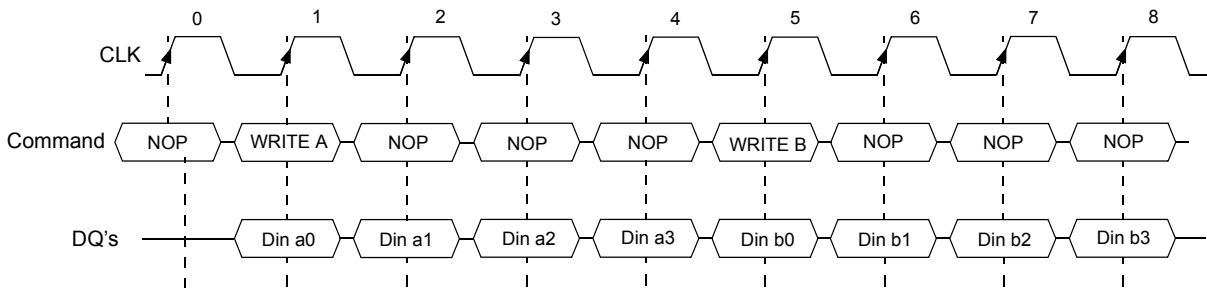 0 1 2 3 4 5 6 7 8
CLK
Command NOP WRITE A NOP NOP NOP WRITE B NOP NOP NOP
DQ's Din a0 Din a1 Din a2 Din a3 Din b0 Din b1 Din b2 Din b3